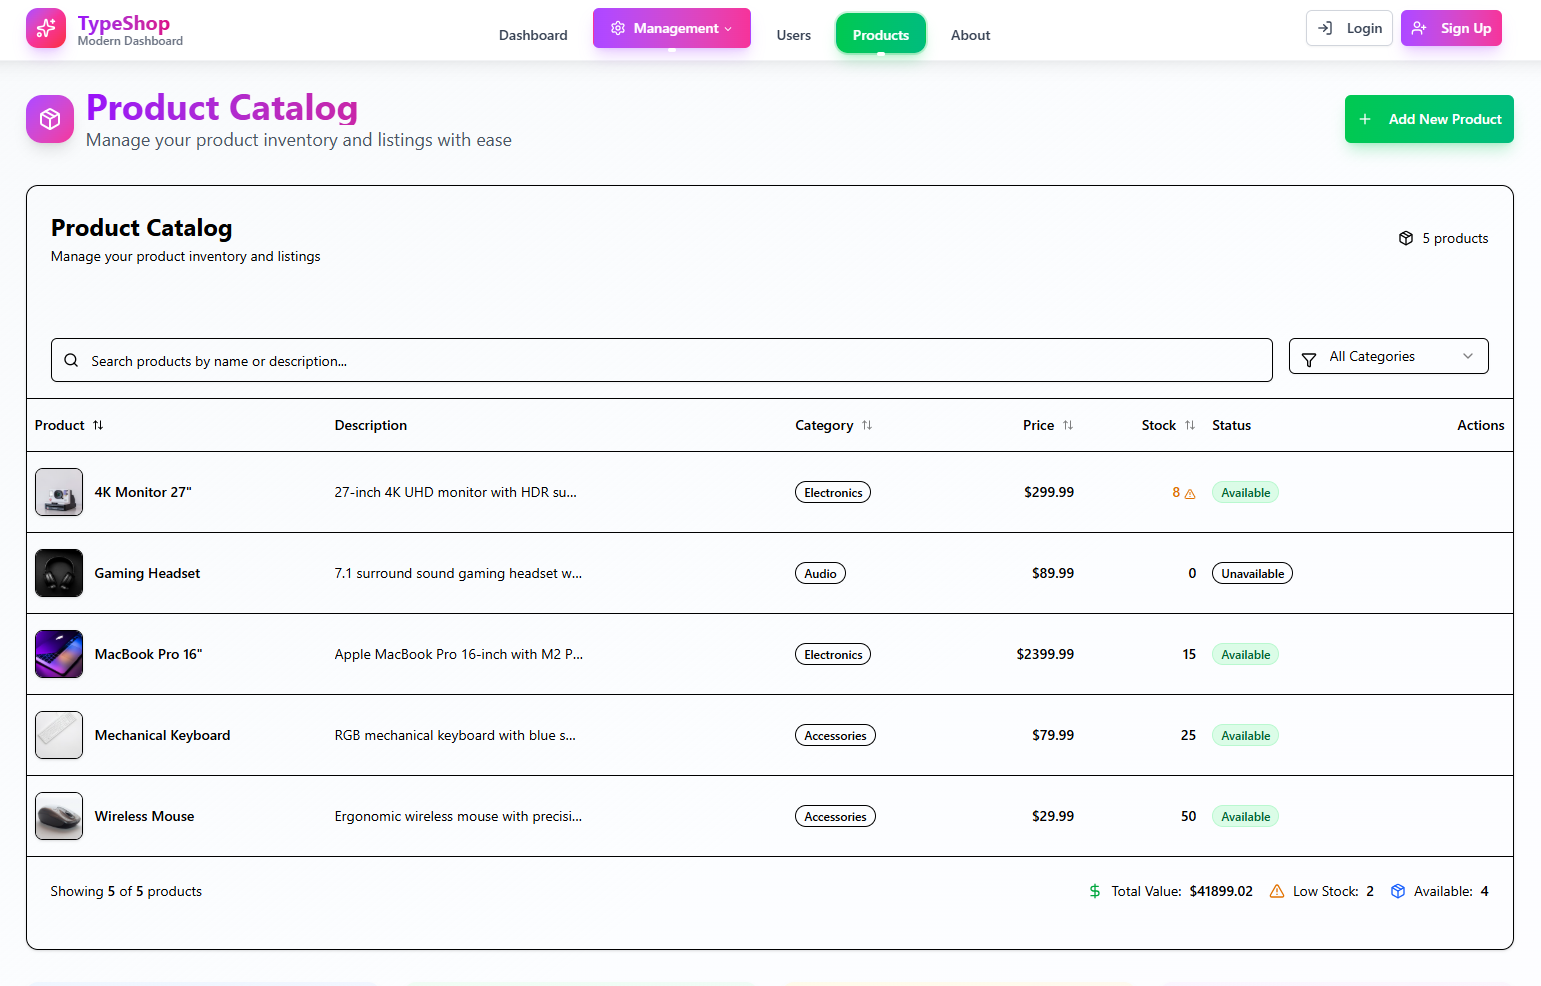 TypeShop
Modern Dashboard
Dashboard
Management
Users
Products
About
Login
Sign Up
Product Catalog
Manage your product inventory and listings with ease
Add New Product
Product Catalog
Manage your product inventory and listings
5 products
Search products by name or description...
All Categories
Product Description Category Price Stock Status Actions
4K Monitor 27" 27-inch 4K UHD monitor with HDR su... Electronics $299.99 8 Available
Gaming Headset 7.1 surround sound gaming headset w... Audio $89.99 0 Unavailable
MacBook Pro 16" Apple MacBook Pro 16-inch with M2 P... Electronics $2399.99 15 Available
Mechanical Keyboard RGB mechanical keyboard with blue s... Accessories $79.99 25 Available
Wireless Mouse Ergonomic wireless mouse with precisi... Accessories $29.99 50 Available
Showing 5 of 5 products
Total Value: $41899.02 Low Stock: 2 Available: 4